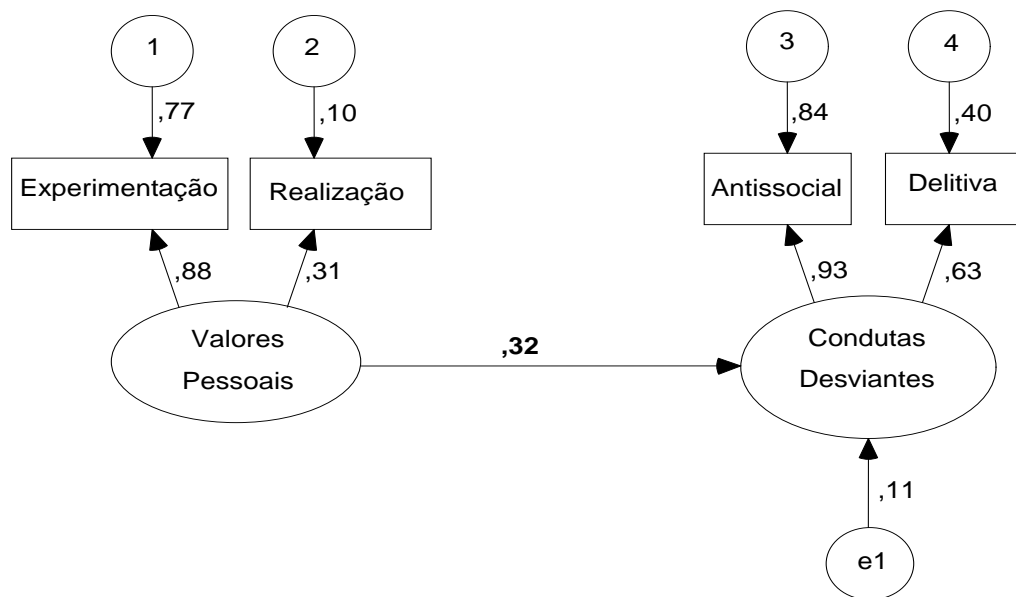 1
2
3
4
,77
,10
,84
,40
Experimentação
Realização
Antissocial
Delitiva
,88
,31
,93
,63
Valores
Pessoais
,32
Condutas
Desviantes
,11
e1